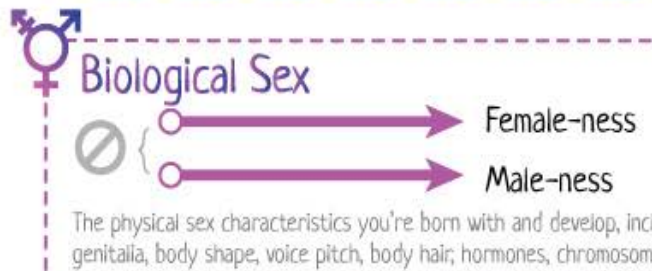 Biological Sex
Female-ness
Male-ness
The physical sex characteristics you're born with and develop, inci
genitalia, body shape, voice pitch, body hair, hormones, chromosom